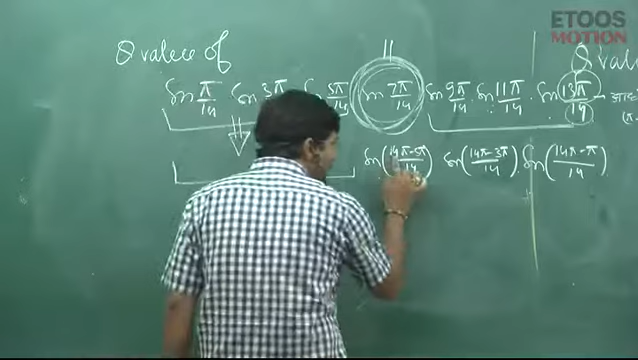 ETOOS
MOTION
Q value of
sin π/14 sin 3π/14 sin 5π/14 sin 7π/14 sin 9π/14 sin 11π/14 sin 13π/14
sin(14π-5π/14) sin(14π-3π/14) sin(14π-π/14)